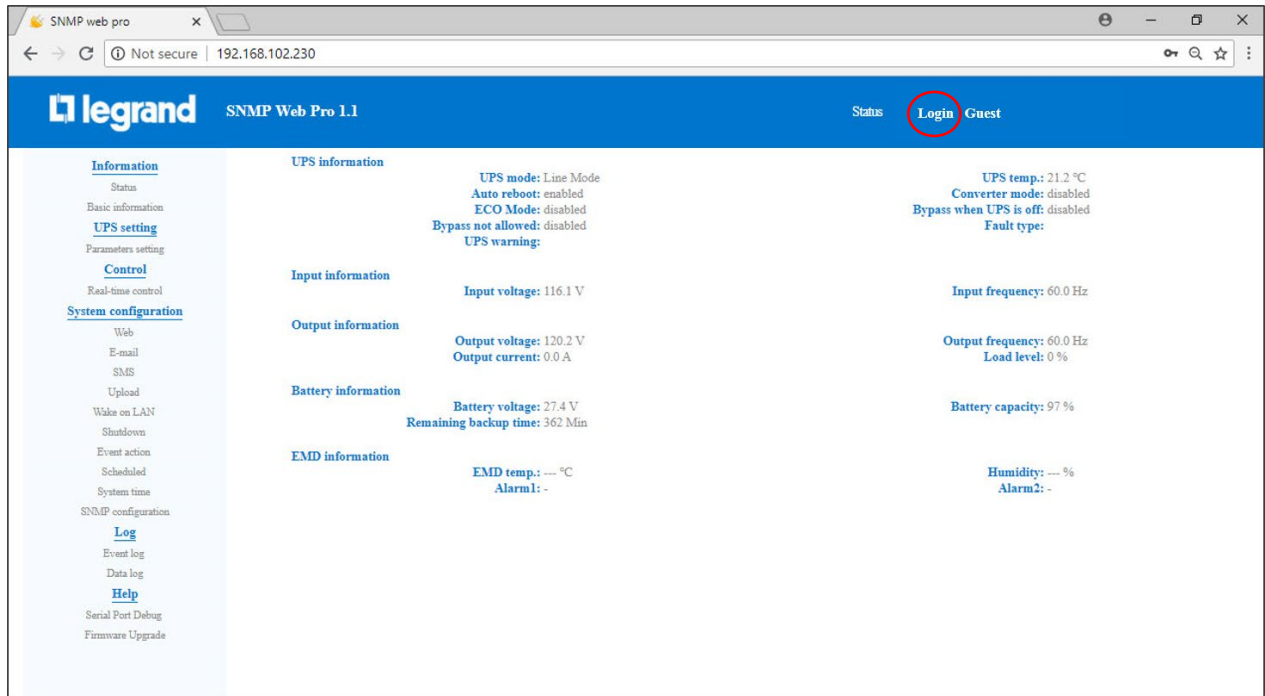 SNMP web pro
Not secure | 192.168.102.230
legrand
SNMP Web Pro 1.1
Status
Login
Guest
Information
Status
Basic information
UPS setting
Parameters setting
Control
Real-time control
System configuration
Web
E-mail
SMS
Upload
Wake on LAN
Shutdown
Event action
Scheduled
System time
SNMP configuration
Log
Event log
Data log
Help
Serial Port Debug
Firmware Upgrade
UPS information
UPS mode: Line Mode
UPS temp.: 21.2 °C
Auto reboot: enabled
Converter mode: disabled
ECO Mode: disabled
Bypass when UPS is off: disabled
Bypass not allowed: disabled
Fault type:
UPS warning:
Input information
Input voltage: 116.1 V
Input frequency: 60.0 Hz
Output information
Output voltage: 120.2 V
Output frequency: 60.0 Hz
Output current: 0.0 A
Load level: 0 %
Battery information
Battery voltage: 27.4 V
Battery capacity: 97 %
Remaining backup time: 362 Min
EMD information
EMD temp.: --- °C
Humidity: --- %
Alarm1: -
Alarm2: -